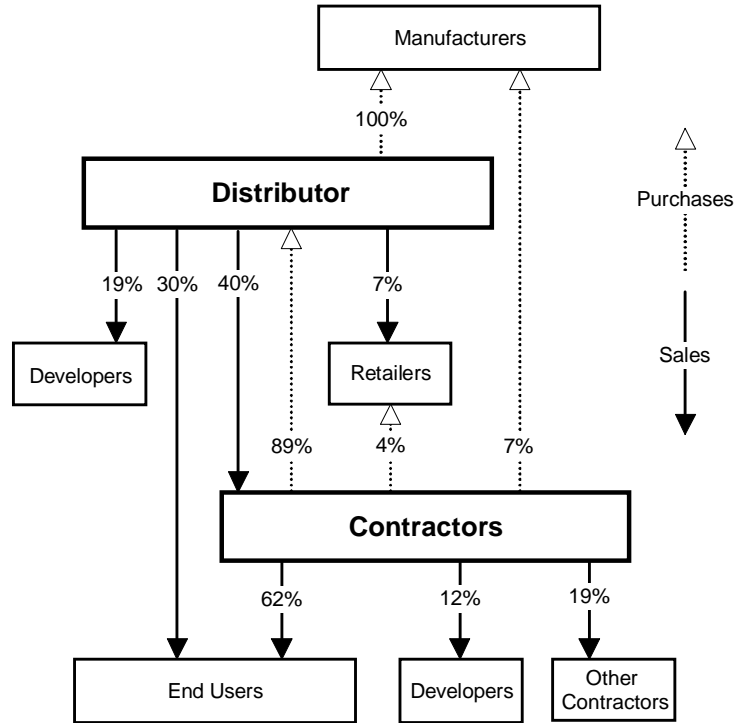 Manufacturers
100%
Distributor
Purchases
19%
30%
40%
7%
Developers
Retailers
Sales
89%
4%
7%
Contractors
62%
12%
19%
End Users
Developers
Other
Contractors